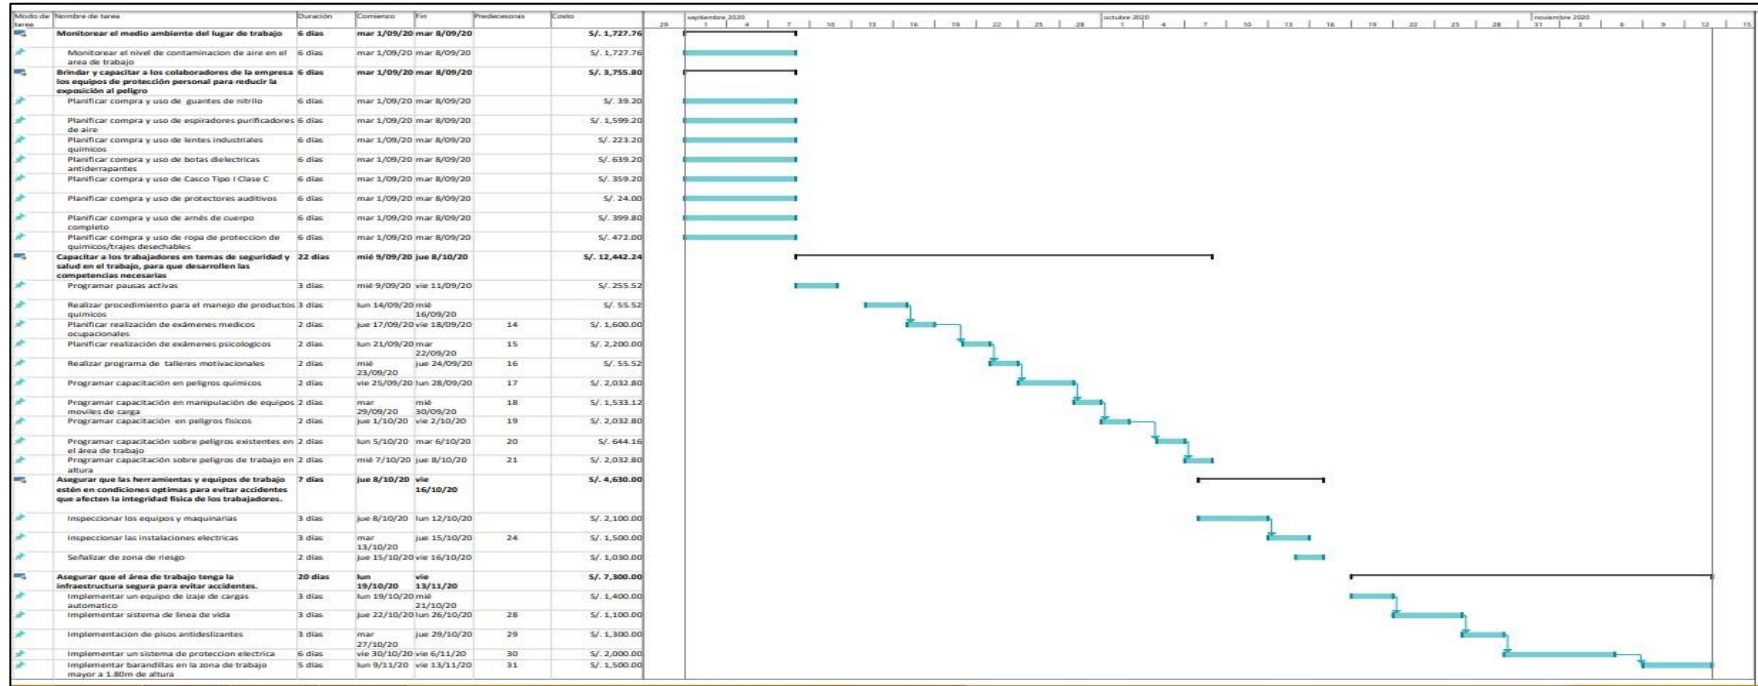 Modo de tarea Nombre de tarea Duración Comienzo Fin Predecesoras Costo
septiembre 2020 octubre 2020 noviembre 2020
29 1 4 7 10 13 16 19 22 25 28 1 4 7 10 13 16 19 22 25 28 31 3 6 9 12 15
Monitorear el medio ambiente del lugar de trabajo 6 días mar 1/09/20 mar 8/09/20 S/. 1,727.76
Monitorear el nivel de contaminacion de aire en el 6 días mar 1/09/20 mar 8/09/20 S/. 1,727.76
area de trabajo
Brindar y capacitar a los colaboradores de la empresa 6 días mar 1/09/20 mar 8/09/20 S/. 3,755.80
los equipos de protección personal para reducir la
exposición al peligro
Planificar compra y uso de guantes de nitrilo 6 días mar 1/09/20 mar 8/09/20 S/. 39.20
Planificar compra y uso de espiradores purificadores 6 días mar 1/09/20 mar 8/09/20 S/. 1,599.20
de aire
Planificar compra y uso de lentes industriales 6 días mar 1/09/20 mar 8/09/20 S/. 223.20
quimicos
Planificar compra y uso de botas dielectricas 6 días mar 1/09/20 mar 8/09/20 S/. 639.20
antiderrapantes
Planificar compra y uso de Casco Tipo I Clase C 6 días mar 1/09/20 mar 8/09/20 S/. 359.20
Planificar compra y uso de protectores auditivos 6 días mar 1/09/20 mar 8/09/20 S/. 24.00
Planificar compra y uso de arnés de cuerpo 6 días mar 1/09/20 mar 8/09/20 S/. 399.80
completo
Planificar compra y uso de ropa de proteccion de 6 días mar 1/09/20 mar 8/09/20 S/. 472.00
quimicos/trajes desechables
Capacitar a los trabajadores en temas de seguridad y 22 días mié 9/09/20 jue 8/10/20 S/. 12,442.24
salud en el trabajo, para que desarrollen las
competencias necesarias
Programar pausas activas 3 días mié 9/09/20 vie 11/09/20 S/. 255.52
Realizar procedimiento para el manejo de productos 3 días lun 14/09/20 mié S/. 55.52
quimicos 16/09/20
Planificar realización de exámenes medicos 2 días jue 17/09/20 vie 18/09/20 14 S/. 1,600.00
ocupacionales
Planificar realización de exámenes psicologicos 2 días lun 21/09/20 mar 15 S/. 2,200.00
22/09/20
Realizar programa de talleres motivacionales 2 días mié jue 24/09/20 16 S/. 55.52
23/09/20
Programar capacitación en peligros químicos 2 días vie 25/09/20 lun 28/09/20 17 S/. 2,032.80
Programar capacitación en manipulación de equipos 2 días mar mié 18 S/. 1,533.12
moviles de carga 29/09/20 30/09/20
Programar capacitación en peligros fisicos 2 días jue 1/10/20 vie 2/10/20 19 S/. 2,032.80
Programar capacitación sobre peligros existentes en 2 días lun 5/10/20 mar 6/10/20 20 S/. 644.16
el área de trabajo
Programar capacitación sobre peligros de trabajo en 2 días mié 7/10/20 jue 8/10/20 21 S/. 2,032.80
altura
Asegurar que las herramientas y equipos de trabajo 7 días jue 8/10/20 vie S/. 4,630.00
estén en condiciones optimas para evitar accidentes 16/10/20
que afecten la integridad fisica de los trabajadores.
Inspeccionar los equipos y maquinarias 3 días jue 8/10/20 lun 12/10/20 S/. 2,100.00
Inspeccionar las instalaciones electricas 3 días mar jue 15/10/20 24 S/. 1,500.00
13/10/20
Señalizar de zona de riesgo 2 días jue 15/10/20 vie 16/10/20 S/. 1,030.00
Asegurar que el área de trabajo tenga la 20 días lun vie S/. 7,300.00
infraestructura segura para evitar accidentes. 19/10/20 13/11/20
Implementar un equipo de izaje de cargas 3 días lun 19/10/20 mié S/. 1,400.00
automatico 21/10/20
Implementar sistema de linea de vida 3 días jue 22/10/20 lun 26/10/20 28 S/. 1,100.00
Implementacion de pisos antideslizantes 3 días mar jue 29/10/20 29 S/. 1,300.00
27/10/20
Implementar un sistema de proteccion electrica 6 días vie 30/10/20 vie 6/11/20 30 S/. 2,000.00
Implementar barandillas en la zona de trabajo 5 días lun 9/11/20 vie 13/11/20 31 S/. 1,500.00
mayor a 1.80m de altura